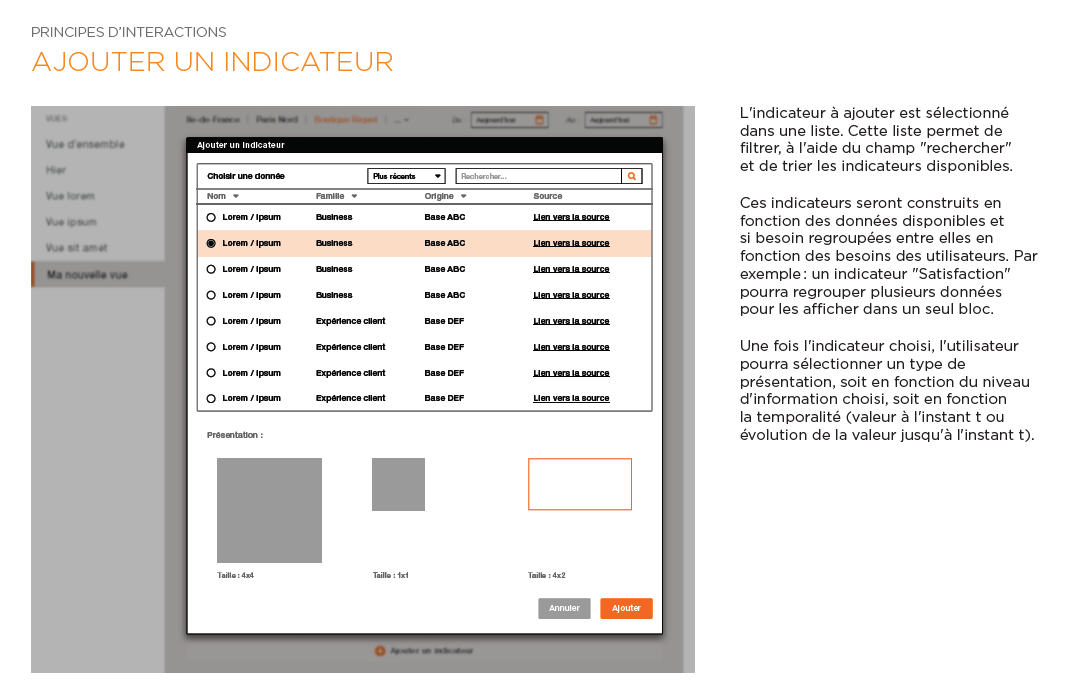 PRINCIPES D'INTERACTIONS
AJOUTER UN INDICATEUR
VUES
Vue d'ensemble
Hier
Vue lorem
Vue ipsum
Vue sit amet
Ma nouvelle vue
Ile-de-France | Paris Nord | Boutique Regent | ...
De : Aujourd'hui Au : Aujourd'hui
Ajouter un indicateur
Choisir une donnée Plus récents Rechercher...
Nom Famille Origine Source
Lorem / Ipsum Business Base ABC Lien vers la source
Lorem / Ipsum Business Base ABC Lien vers la source
Lorem / Ipsum Business Base ABC Lien vers la source
Lorem / Ipsum Business Base ABC Lien vers la source
Lorem / Ipsum Expérience client Base DEF Lien vers la source
Lorem / Ipsum Expérience client Base DEF Lien vers la source
Lorem / Ipsum Expérience client Base DEF Lien vers la source
Lorem / Ipsum Expérience client Base DEF Lien vers la source
Présentation :
Taille : 4x4 Taille : 1x1 Taille : 4x2
Annuler Ajouter
Ajouter un indicateur
L'indicateur à ajouter est sélectionné
dans une liste. Cette liste permet de
filtrer, à l'aide du champ "rechercher"
et de trier les indicateurs disponibles.
Ces indicateurs seront construits en
fonction des données disponibles et
si besoin regroupées entre elles en
fonction des besoins des utilisateurs. Par
exemple : un indicateur "Satisfaction"
pourra regrouper plusieurs données
pour les afficher dans un seul bloc.
Une fois l'indicateur choisi, l'utilisateur
pourra sélectionner un type de
présentation, soit en fonction du niveau
d'information choisi, soit en fonction
la temporalité (valeur à l'instant t ou
évolution de la valeur jusqu'à l'instant t).